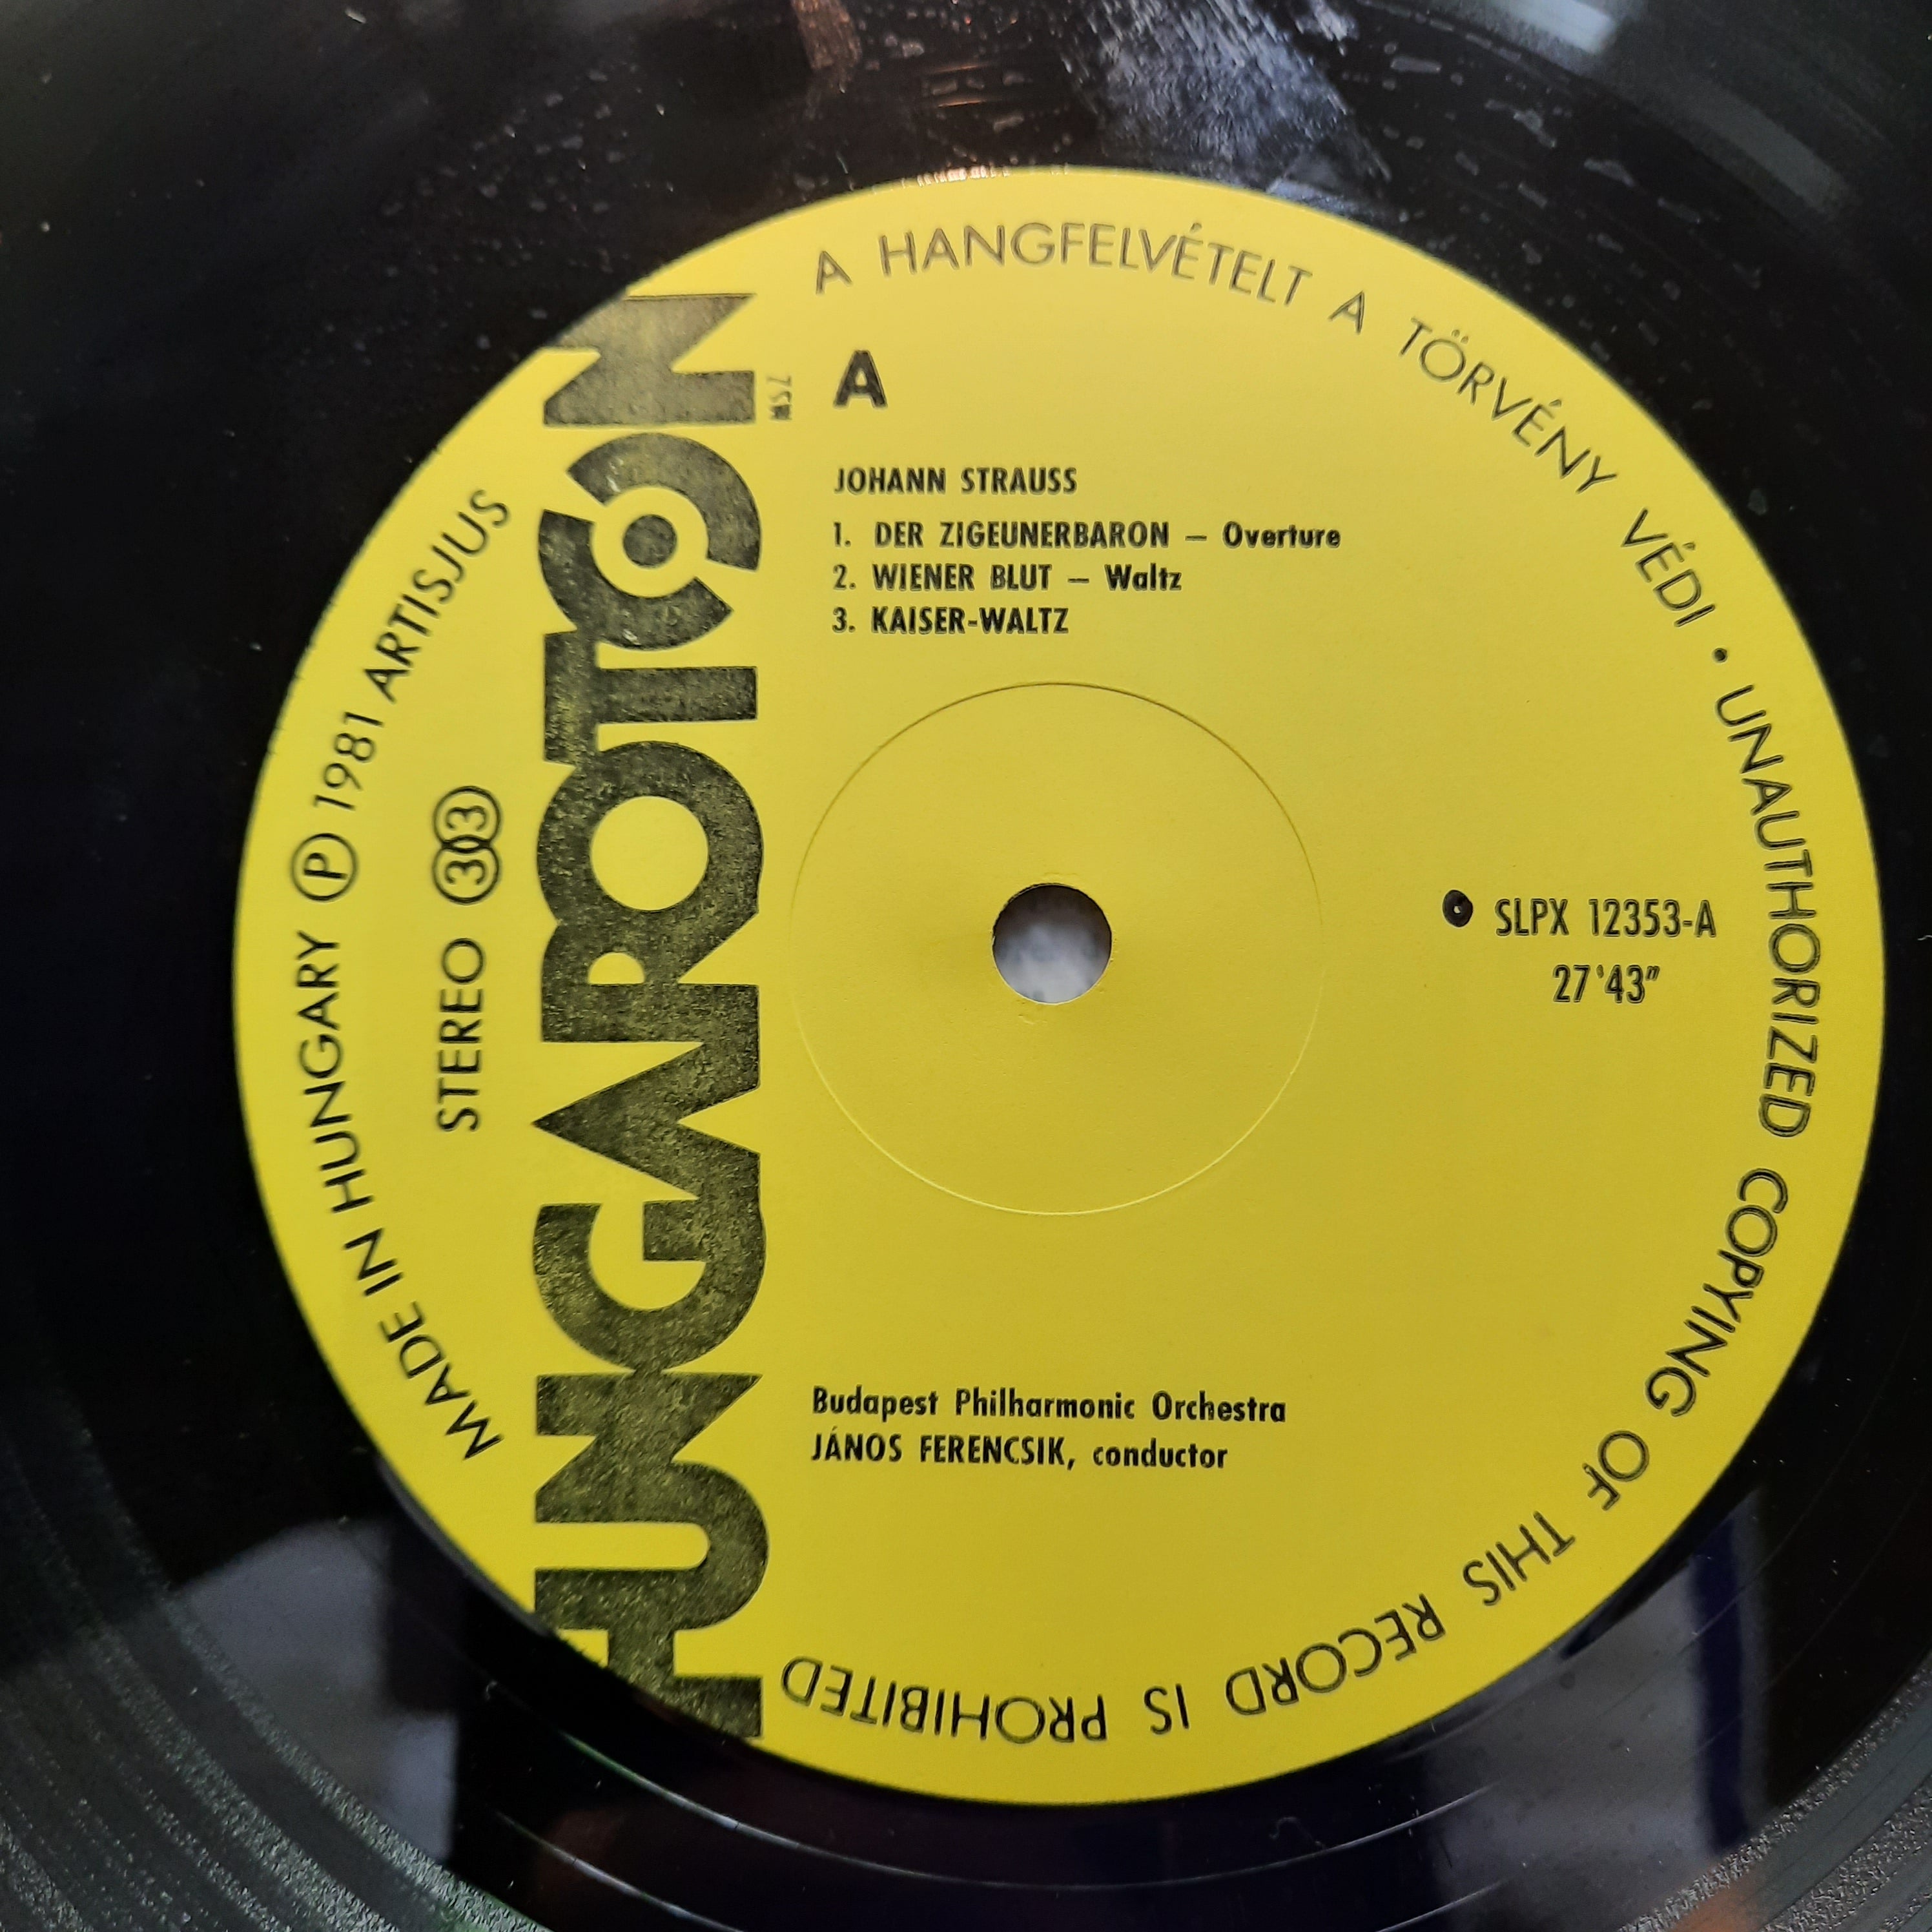 A HANGFELVÉTELT A TÖRVÉNY VÉDI • UNAUTHORIZED COPYING OF THIS RECORD IS PROHIBITED
MADE IN HUNGARY Ⓟ 1981 ARTISJUS
STEREO 33
HUNGAROTON
MSZ
A
JOHANN STRAUSS
1. DER ZIGEUNERBARON – Overture
2. WIENER BLUT – Waltz
3. KAISER-WALTZ
SLPX 12353-A
27'43"
Budapest Philharmonic Orchestra
JÁNOS FERENCSIK, conductor